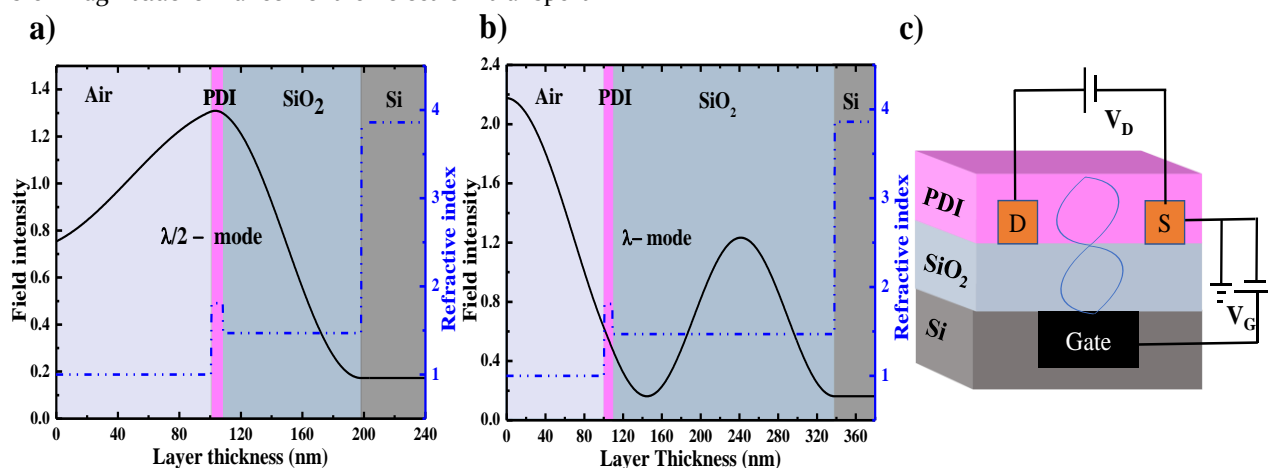 a)
b)
c)
1.4
1.2
1.0
0.8
0.6
0.4
0.2
0.0
Field intensity
Air
PDI
SiO2
Si
λ/2 – mode
4
3
2
1
Refractive index
0 40 80 120 160 200 240
Layer thickness (nm)
2.4
2.0
1.6
1.2
0.8
0.4
0.0
Field intensity
Air
PDI
SiO2
Si
λ– mode
4
3
2
1
Refractive index
0 40 80 120 160 200 240 280 320 360
Layer Thickness (nm)
VD
PDI
D
S
SiO2
Si
Gate
VG